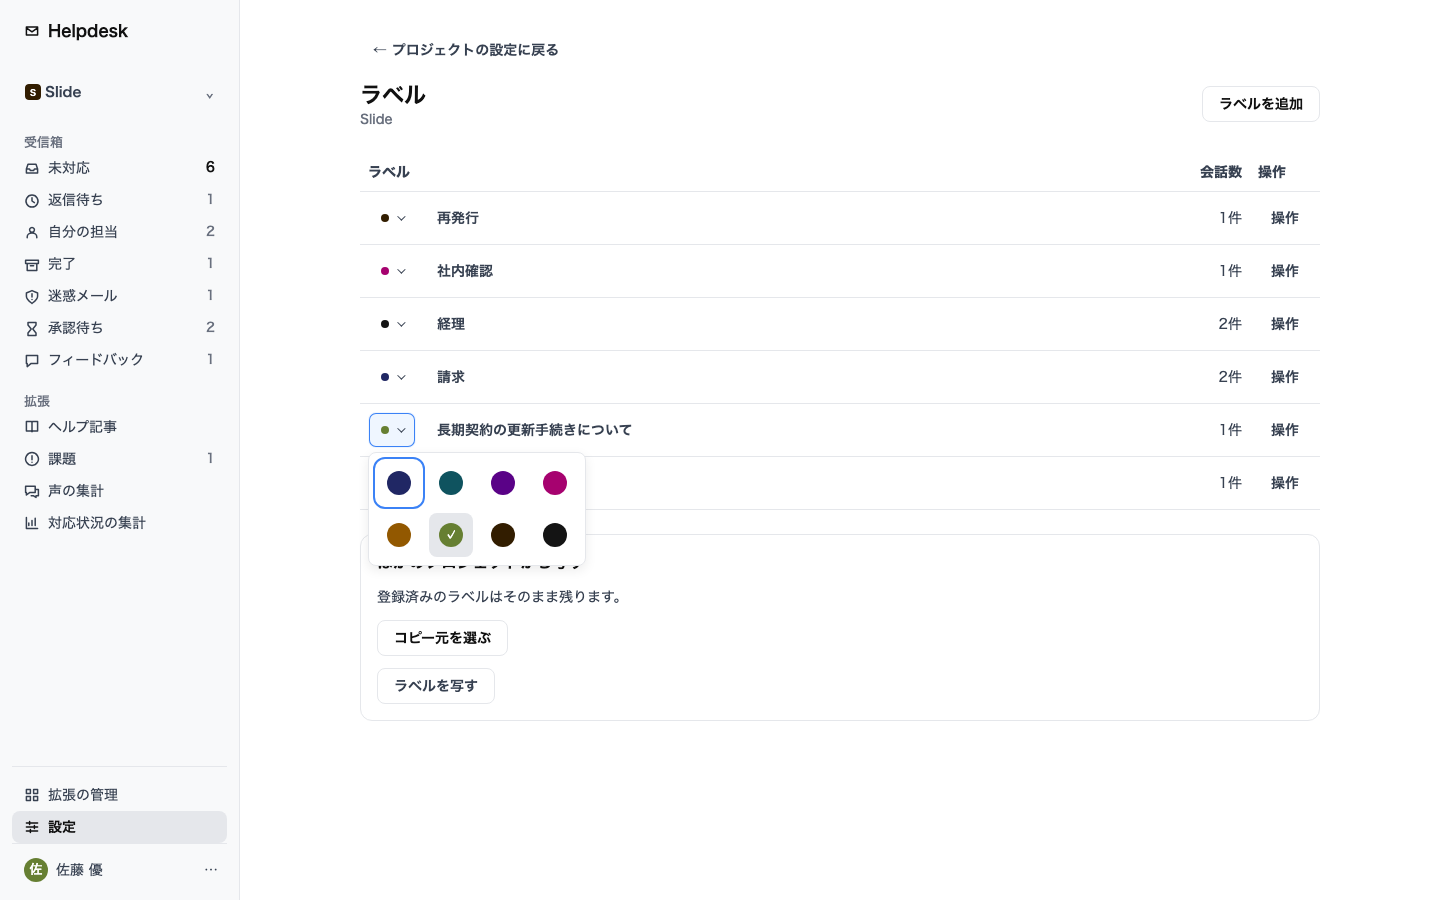 Helpdesk
S Slide
受信箱
未対応 6
返信待ち 1
自分の担当 2
完了 1
迷惑メール 1
承認待ち 2
フィードバック 1
拡張
ヘルプ記事
課題 1
声の集計
対応状況の集計
拡張の管理
設定
佐 佐藤 優 …
← プロジェクトの設定に戻る
ラベル
Slide
ラベルを追加
ラベル 会話数 操作
再発行 1件 操作
社内確認 1件 操作
経理 2件 操作
請求 2件 操作
長期契約の更新手続きについて 1件 操作
1件 操作
登録済みのラベルはそのまま残ります。
コピー元を選ぶ
ラベルを写す